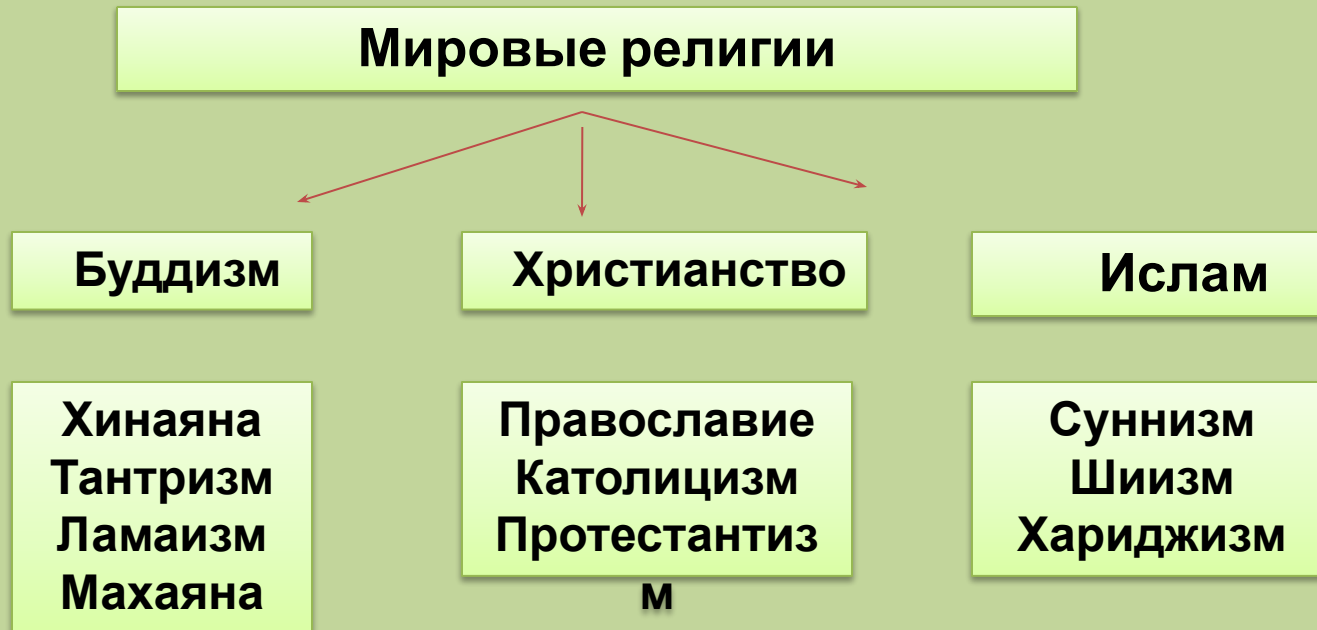 Мировые религии
Буддизм
Христианство
Ислам
Хинаяна
Тантризм
Ламаизм
Махаяна
Православие
Католицизм
Протестантиз
м
Суннизм
Шиизм
Хариджизм